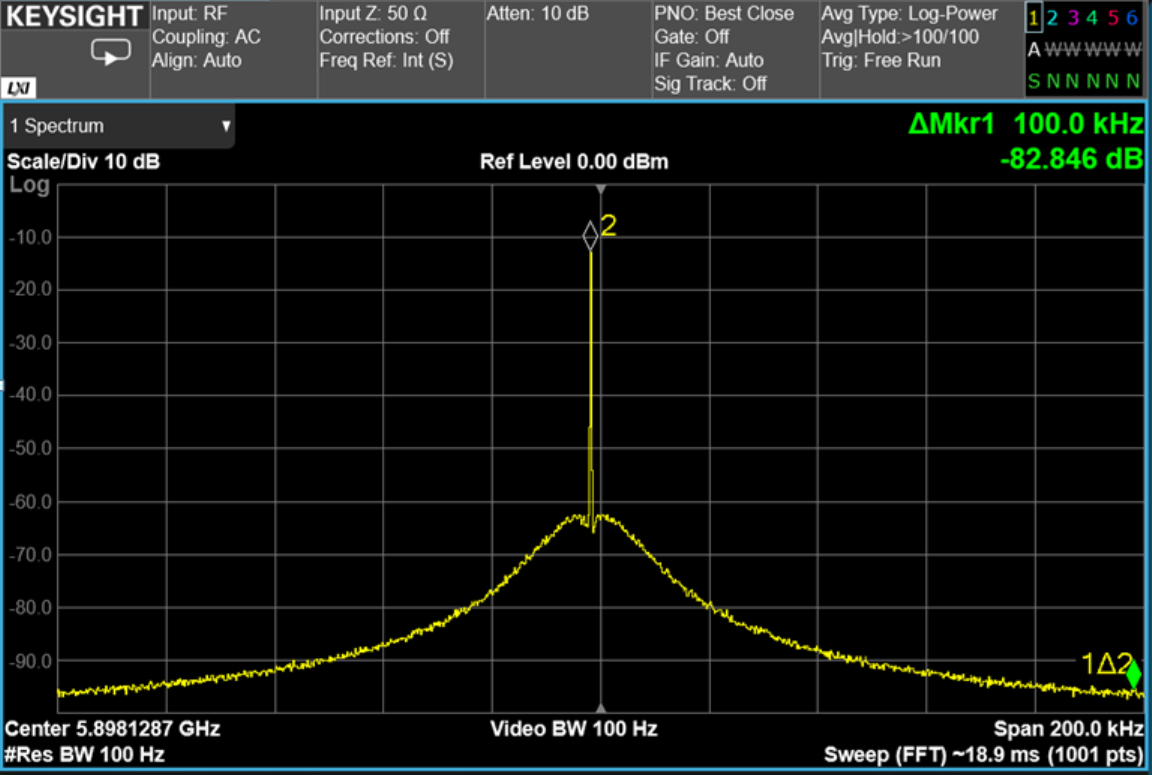 KEYSIGHT
LXI
Input: RF
Coupling: AC
Align: Auto
Input Z: 50 Ω
Corrections: Off
Freq Ref: Int (S)
Atten: 10 dB
PNO: Best Close
Gate: Off
IF Gain: Auto
Sig Track: Off
Avg Type: Log-Power
Avg|Hold:>100/100
Trig: Free Run
1 2 3 4 5 6
A W W W W W
S N N N N N
1 Spectrum
ΔMkr1 100.0 kHz
-82.846 dB
Scale/Div 10 dB
Ref Level 0.00 dBm
Log
2
-10.0
-20.0
-30.0
-40.0
-50.0
-60.0
-70.0
-80.0
-90.0
1Δ2
Center 5.8981287 GHz
Video BW 100 Hz
Span 200.0 kHz
#Res BW 100 Hz
Sweep (FFT) ~18.9 ms (1001 pts)